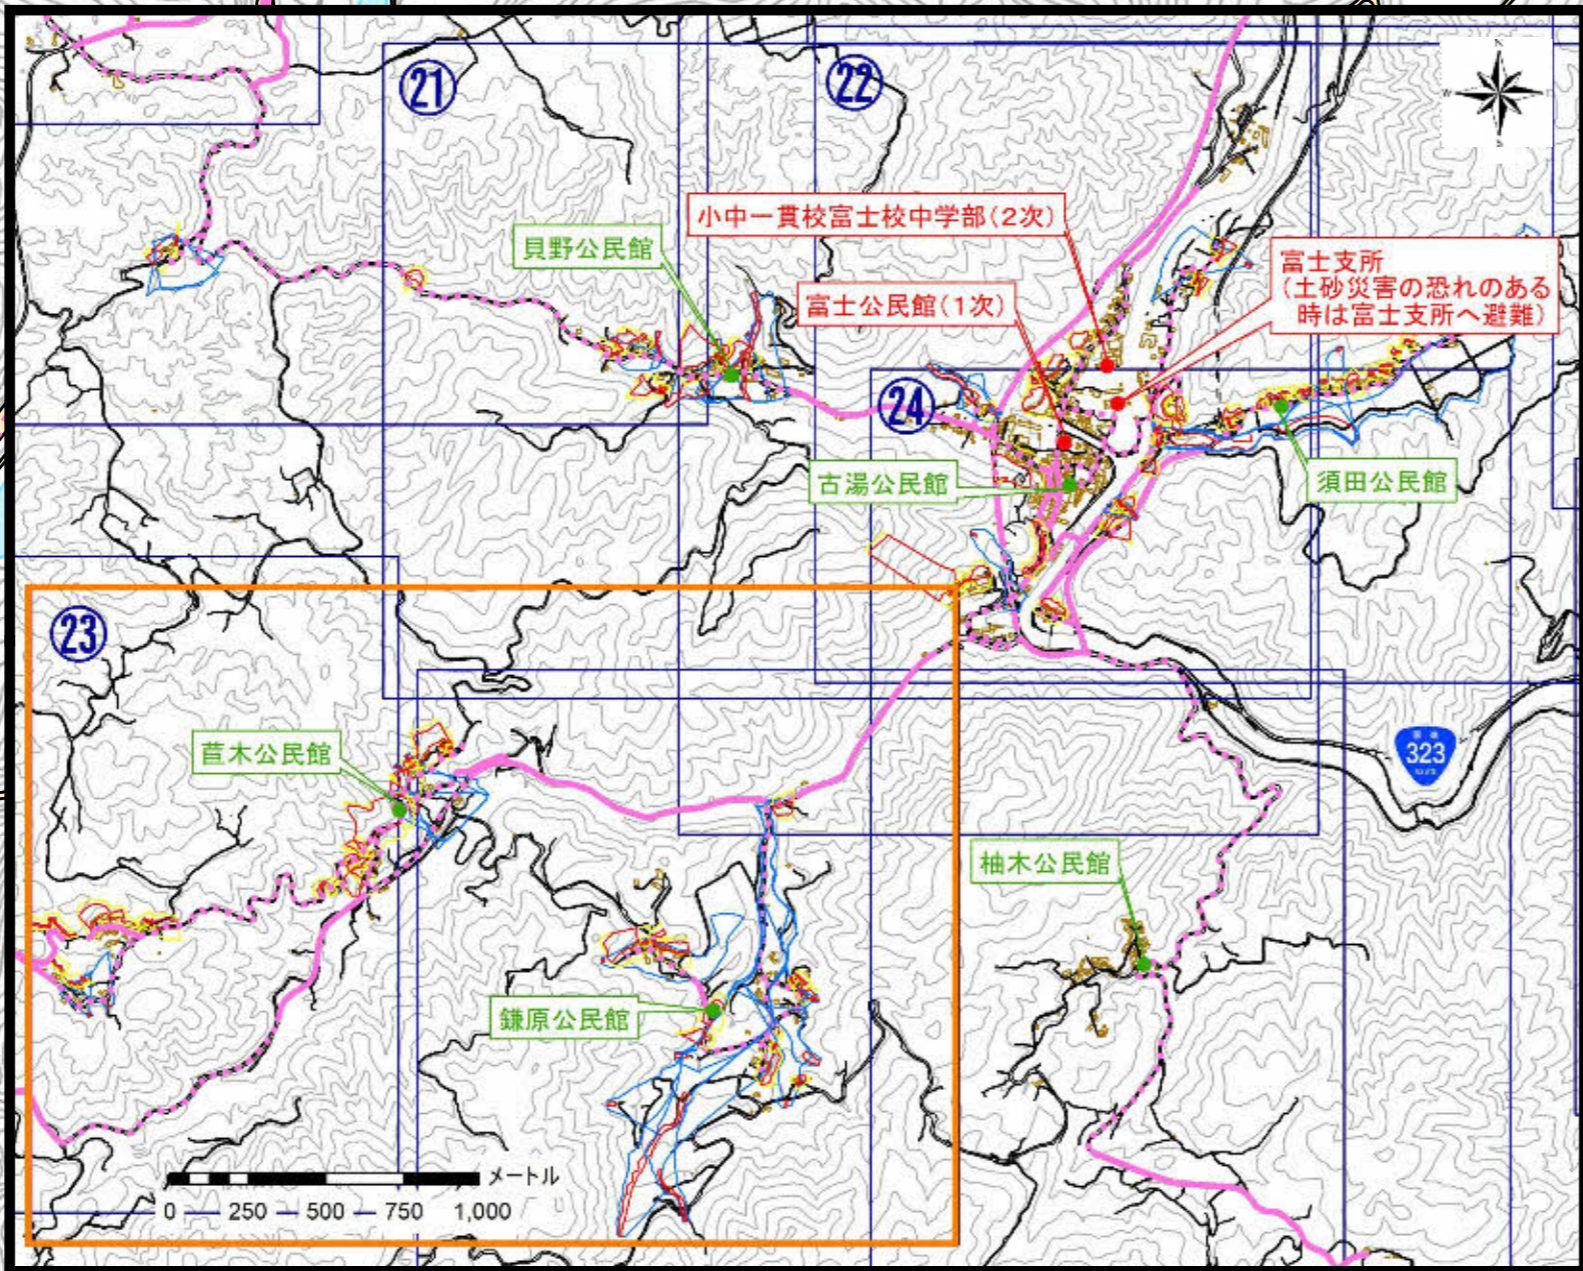 21
22
N
小中一貫校富士校中学部(2次)
貝野公民館
富士支所
(土砂災害の恐れのある
時は富士支所へ避難)
富士公民館(1次)
24
古湯公民館
須田公民館
23
苣木公民館
323
柚木公民館
鎌原公民館
メートル
0 250 500 750 1,000